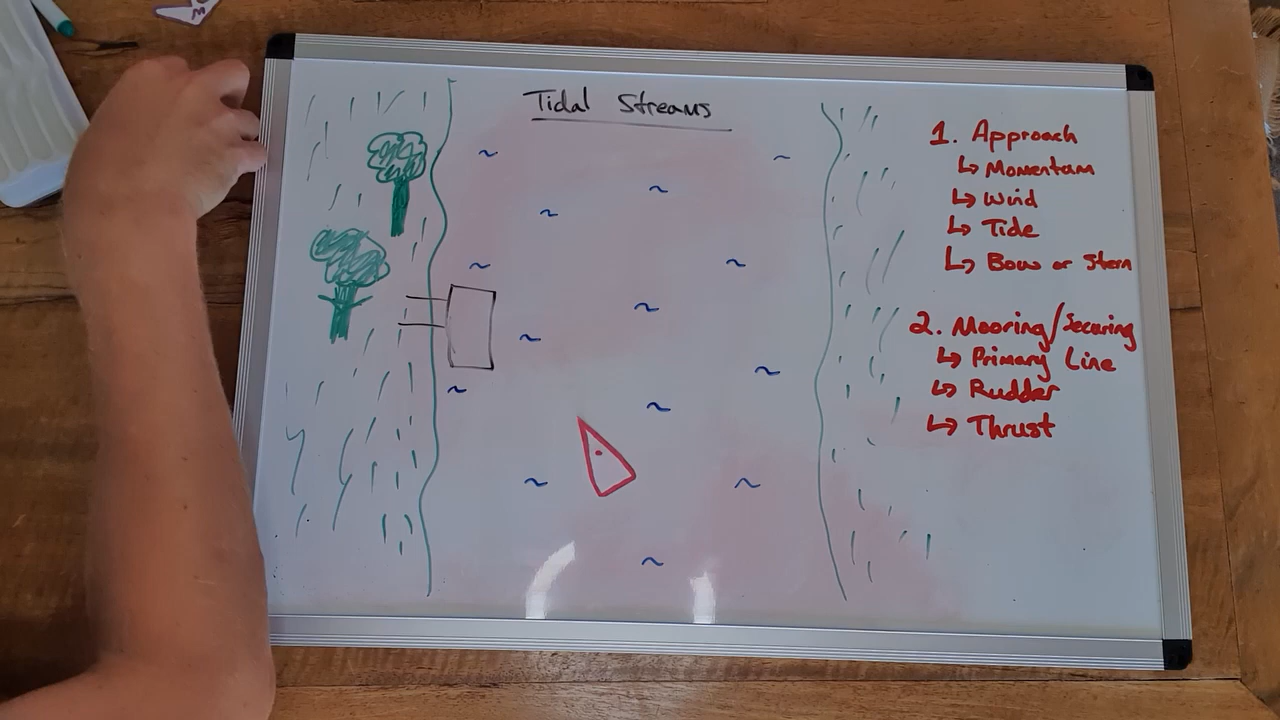 Tidal Streams
1. Approach
↳ Momentum
↳ Wind
↳ Tide
↳ Bow or Stern
2. Mooring/Securing
↳ Primary Line
↳ Rudder
↳ Thrust